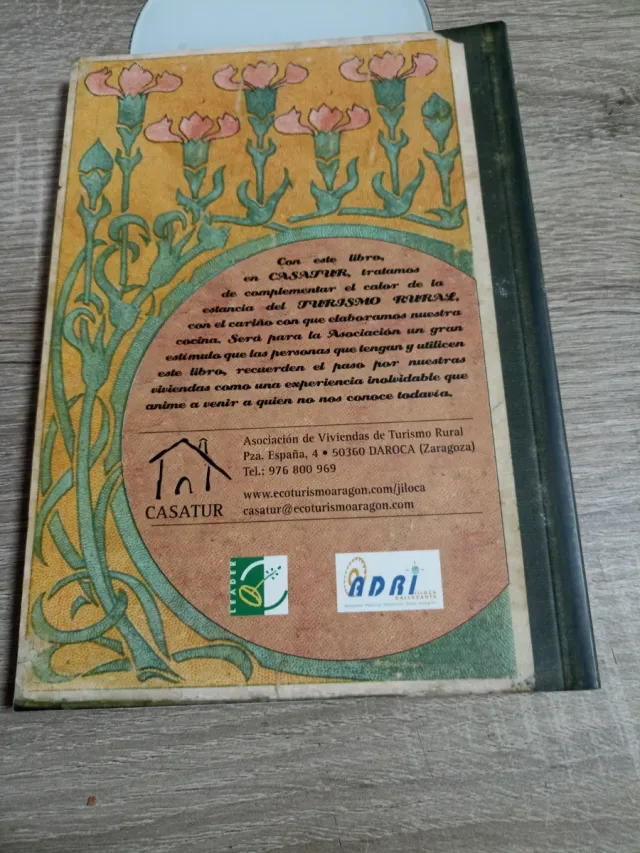 Con este libro,
en CASATUR, tratamos
de complementar el calor de la
estancia del TURISMO RURAL,
con el cariño con que elaboramos nuestra
cocina. Será para la Asociación un gran
estímulo que las personas que tengan y utilicen
este libro, recuerden el paso por nuestras
viviendas como una experiencia inolvidable que
anime a venir a quien no nos conoce todavía.
Asociación de Viviendas de Turismo Rural
Pza. España, 4 • 50360 DAROCA (Zaragoza)
Tel.: 976 800 969
www.ecoturismoaragon.com/jiloca
casatur@ecoturismoaragon.com
CASATUR
LEADER
ADRI
JILOCA